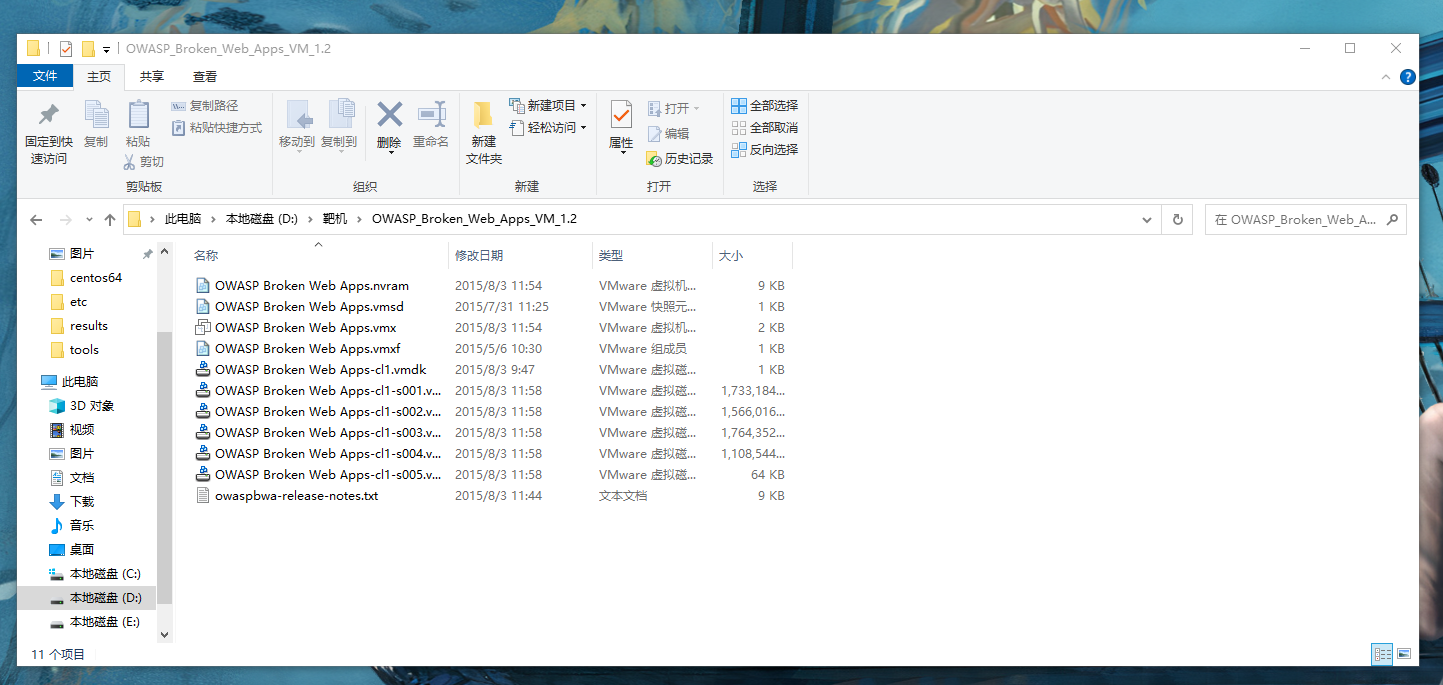 OWASP_Broken_Web_Apps_VM_1.2
文件 主页 共享 查看
固定到快速访问
复制
粘贴
复制路径
粘贴快捷方式
剪切
剪贴板
移动到
复制到
删除
重命名
组织
新建文件夹
新建项目
轻松访问
新建
属性
打开
编辑
历史记录
打开
全部选择
全部取消
反向选择
选择
此电脑 本地磁盘 (D:) 靶机 OWASP_Broken_Web_Apps_VM_1.2
在 OWASP_Broken_Web_A...
图片
centos64
etc
results
tools
此电脑
3D 对象
视频
图片
文档
下载
音乐
桌面
本地磁盘 (C:)
本地磁盘 (D:)
本地磁盘 (E:)
名称 修改日期 类型 大小
OWASP Broken Web Apps.nvram 2015/8/3 11:54 VMware 虚拟机... 9 KB
OWASP Broken Web Apps.vmsd 2015/7/31 11:25 VMware 快照元... 1 KB
OWASP Broken Web Apps.vmx 2015/8/3 11:54 VMware 虚拟机... 2 KB
OWASP Broken Web Apps.vmxf 2015/5/6 10:30 VMware 组成员 1 KB
OWASP Broken Web Apps-cl1.vmdk 2015/8/3 9:47 VMware 虚拟磁... 1 KB
OWASP Broken Web Apps-cl1-s001.v... 2015/8/3 11:58 VMware 虚拟磁... 1,733,184...
OWASP Broken Web Apps-cl1-s002.v... 2015/8/3 11:58 VMware 虚拟磁... 1,566,016...
OWASP Broken Web Apps-cl1-s003.v... 2015/8/3 11:58 VMware 虚拟磁... 1,764,352...
OWASP Broken Web Apps-cl1-s004.v... 2015/8/3 11:58 VMware 虚拟磁... 1,108,544...
OWASP Broken Web Apps-cl1-s005.v... 2015/8/3 11:58 VMware 虚拟磁... 64 KB
owaspbwa-release-notes.txt 2015/8/3 11:44 文本文档 9 KB
11 个项目